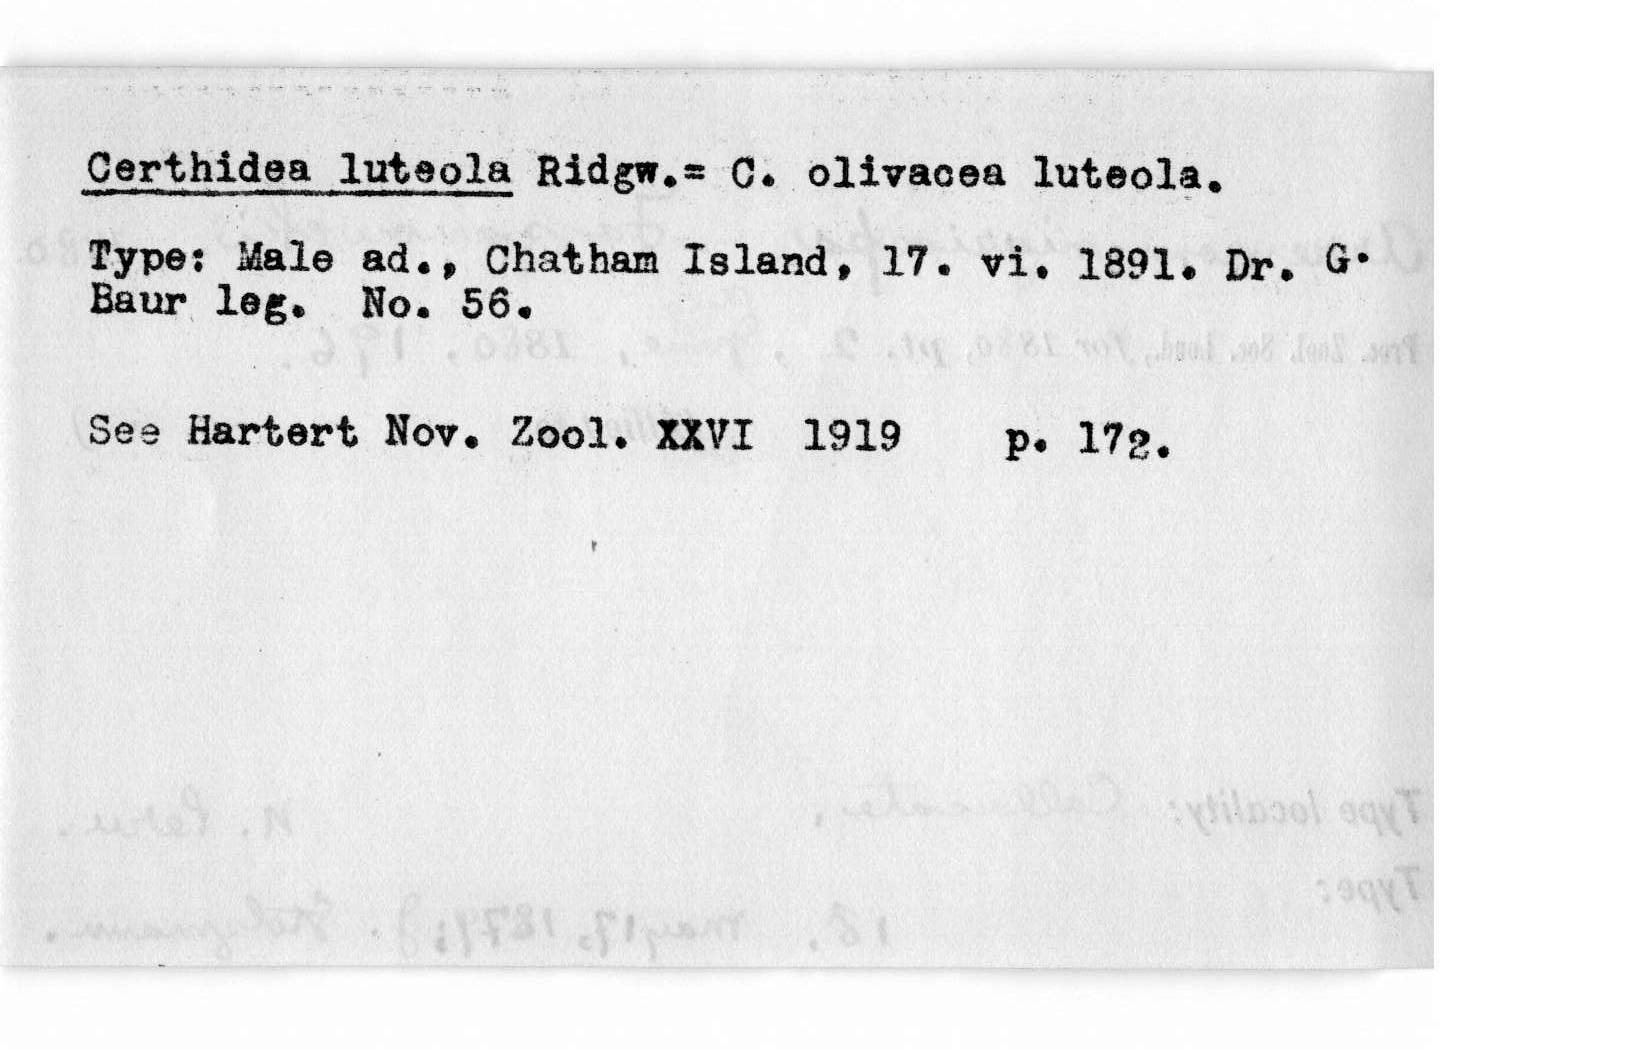 Certhidea luteola Ridgw.= C. olivacea luteola.
Type: Male ad., Chatham Island, 17. vi. 1891. Dr. G.
Baur leg. No. 56.
See Hartert Nov. Zool. XXVI 1919 p. 172.